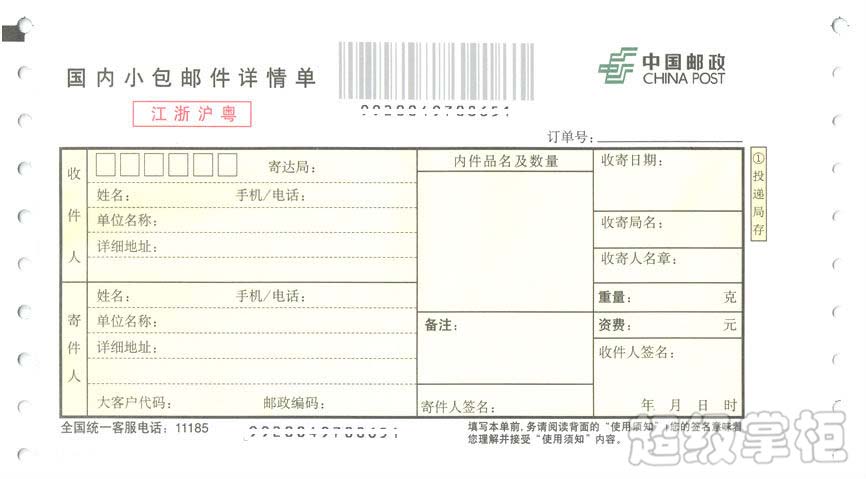 国内小包邮件详情单
江浙沪粤
中国邮政
CHINA POST
订单号:
收件人
寄达局:
姓名: 手机/电话:
单位名称:
详细地址:
寄件人
姓名: 手机/电话:
单位名称:
详细地址:
大客户代码: 邮政编码:
内件品名及数量
备注:
寄件人签名:
收寄日期:
收寄局名:
收寄人名章:
重量: 克
资费: 元
收件人签名:
年 月 日 时
①投递局存
全国统一客服电话: 11185
填写本单前,务请阅读背面的“使用须知”!您的签名意味着
您理解并接受“使用须知”内容。
超级掌柜